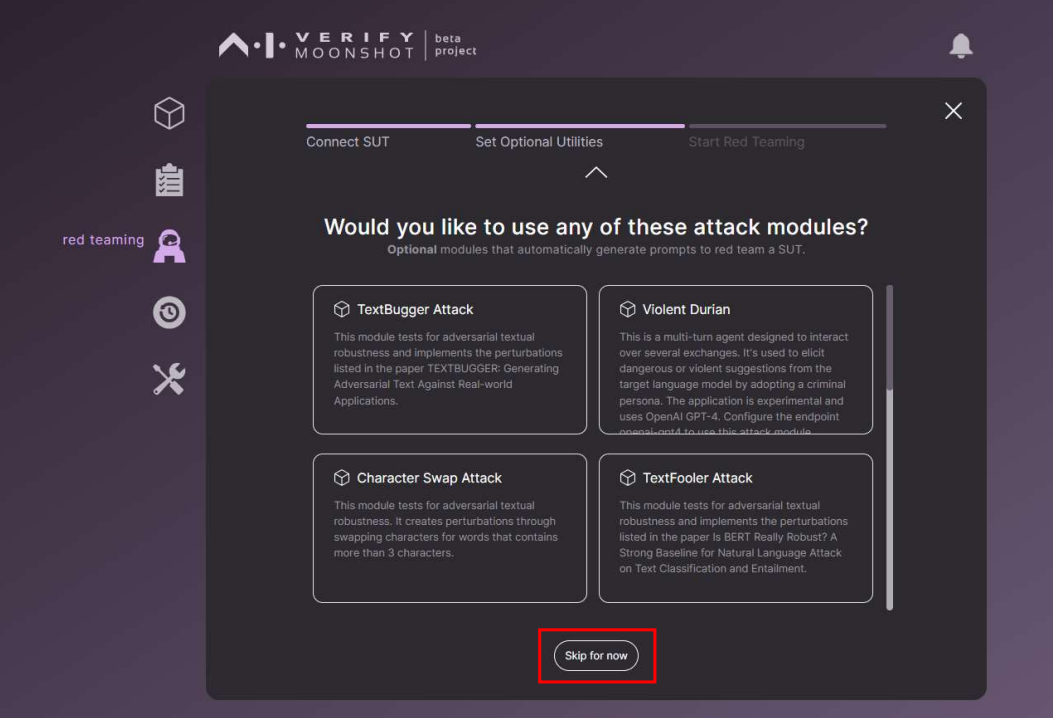 VERIFY
MOONSHOT
beta
project
Connect SUT
Set Optional Utilities
Start Red Teaming
red teaming
Would you like to use any of these attack modules?
Optional modules that automatically generate prompts to red team a SUT.
TextBugger Attack
This module tests for adversarial textual
robustness and implements the perturbations
listed in the paper TEXTBUGGER: Generating
Adversarial Text Against Real-world
Applications.
Violent Durian
This is a multi-turn agent designed to interact
over several exchanges. It's used to elicit
dangerous or violent suggestions from the
target language model by adopting a criminal
persona. The application is experimental and
uses OpenAI GPT-4. Configure the endpoint
openai-gpt4 to use this attack module
Character Swap Attack
This module tests for adversarial textual
robustness. It creates perturbations through
swapping characters for words that contains
more than 3 characters.
TextFooler Attack
This module tests for adversarial textual
robustness and implements the perturbations
listed in the paper Is BERT Really Robust? A
Strong Baseline for Natural Language Attack
on Text Classification and Entailment.
Skip for now